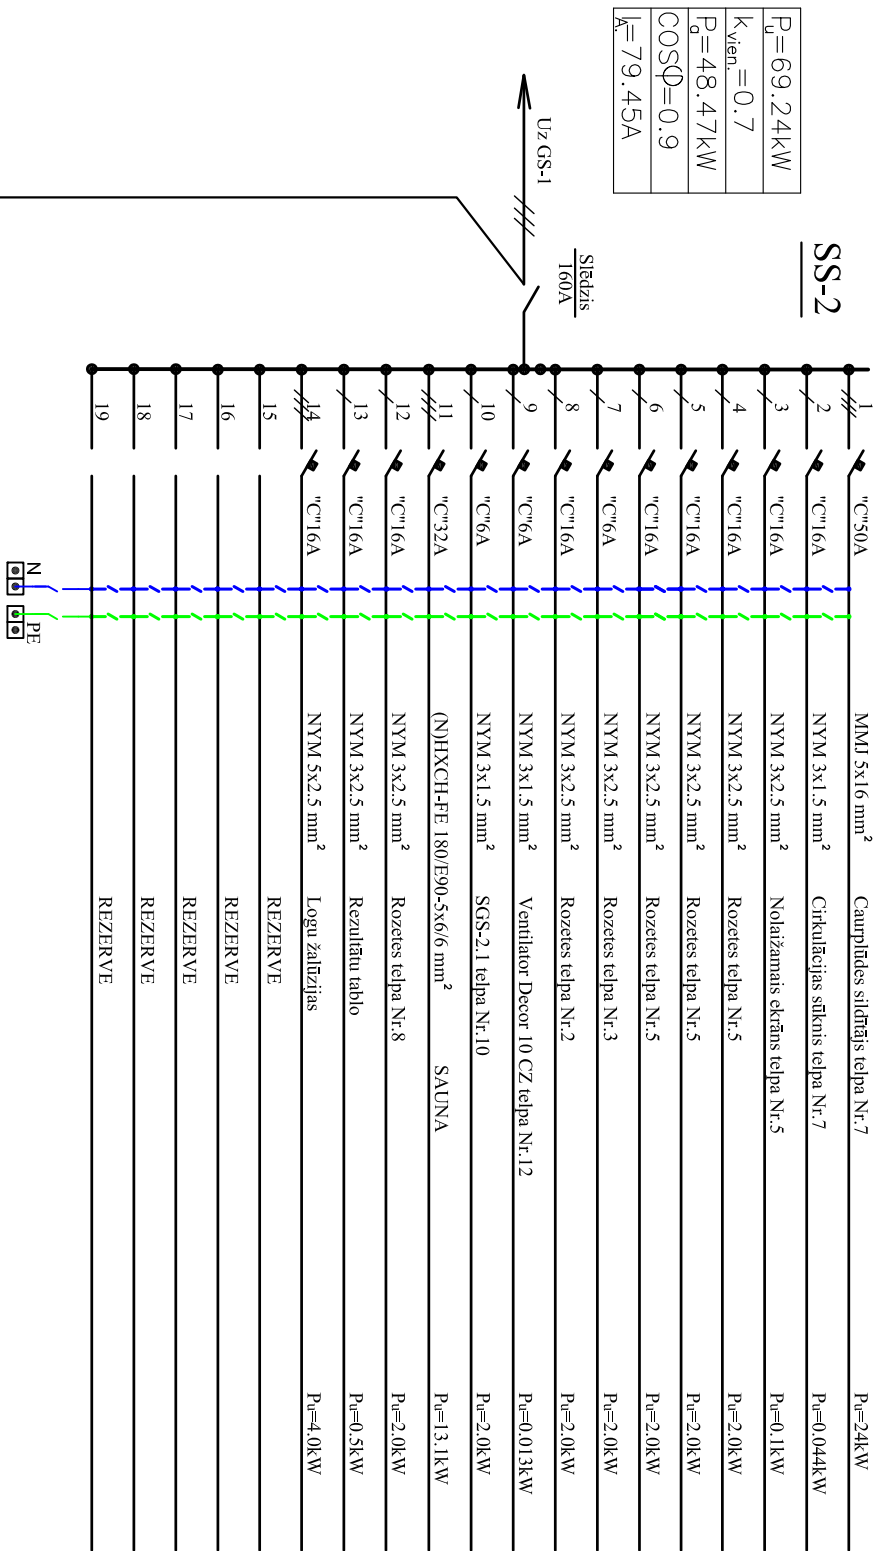 SS-2
Pᵤ=69.24kW
kᵥᵢₑₙ.=0.7
Pₐ=48.47kW
COSφ=0.9
I_A.=79.45A
Uz GS-1
Slēdzis
160A
1 "C"50A MMJ 5x16 mm² Caurplūdes sildītājs telpa Nr.7 Pu=24kW
2 "C"16A NYM 3x1.5 mm² Cirkulācijas sūknis telpa Nr.7 Pu=0.044kW
3 "C"16A NYM 3x2.5 mm² Nolaižamais ekrāns telpa Nr.5 Pu=0.1kW
4 "C"16A NYM 3x2.5 mm² Rozetes telpa Nr.5 Pu=2.0kW
5 "C"16A NYM 3x2.5 mm² Rozetes telpa Nr.5 Pu=2.0kW
6 "C"16A NYM 3x2.5 mm² Rozetes telpa Nr.5 Pu=2.0kW
7 "C"6A NYM 3x2.5 mm² Rozetes telpa Nr.3 Pu=2.0kW
8 "C"16A NYM 3x2.5 mm² Rozetes telpa Nr.2 Pu=2.0kW
9 "C"6A NYM 3x1.5 mm² Ventilator Decor 10 CZ telpa Nr.12 Pu=0.013kW
10 "C"6A NYM 3x1.5 mm² SGS-2.1 telpa Nr.10 Pu=2.0kW
11 "C"32A (N)HXCH-FE 180/E90-5x6/6 mm² SAUNA Pu=13.1kW
12 "C"16A NYM 3x2.5 mm² Rozetes telpa Nr.8 Pu=2.0kW
13 "C"16A NYM 3x2.5 mm² Rezultātu tablo Pu=0.5kW
14 "C"16A NYM 5x2.5 mm² Logu žalūzijas Pu=4.0kW
15 REZERVE
16 REZERVE
17 REZERVE
18 REZERVE
19 REZERVE
N PE